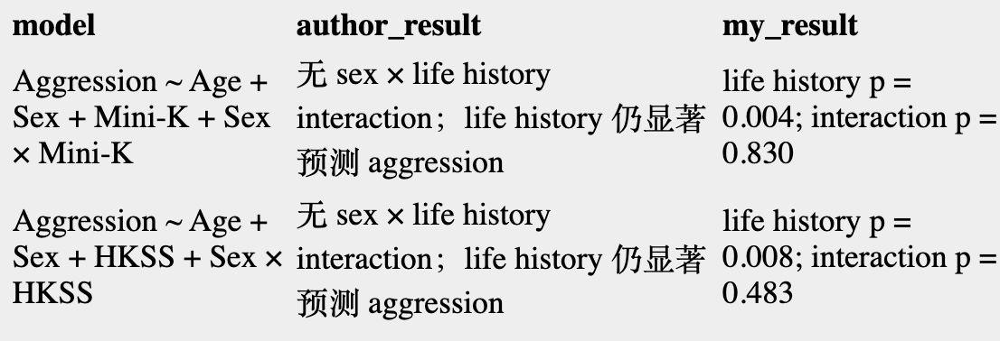 model author_result my_result
Aggression ~ Age +
Sex + Mini-K + Sex
× Mini-K
无 sex × life history
interaction；life history 仍显著
预测 aggression
life history p =
0.004; interaction p =
0.830
Aggression ~ Age +
Sex + HKSS + Sex ×
HKSS
无 sex × life history
interaction；life history 仍显著
预测 aggression
life history p =
0.008; interaction p =
0.483